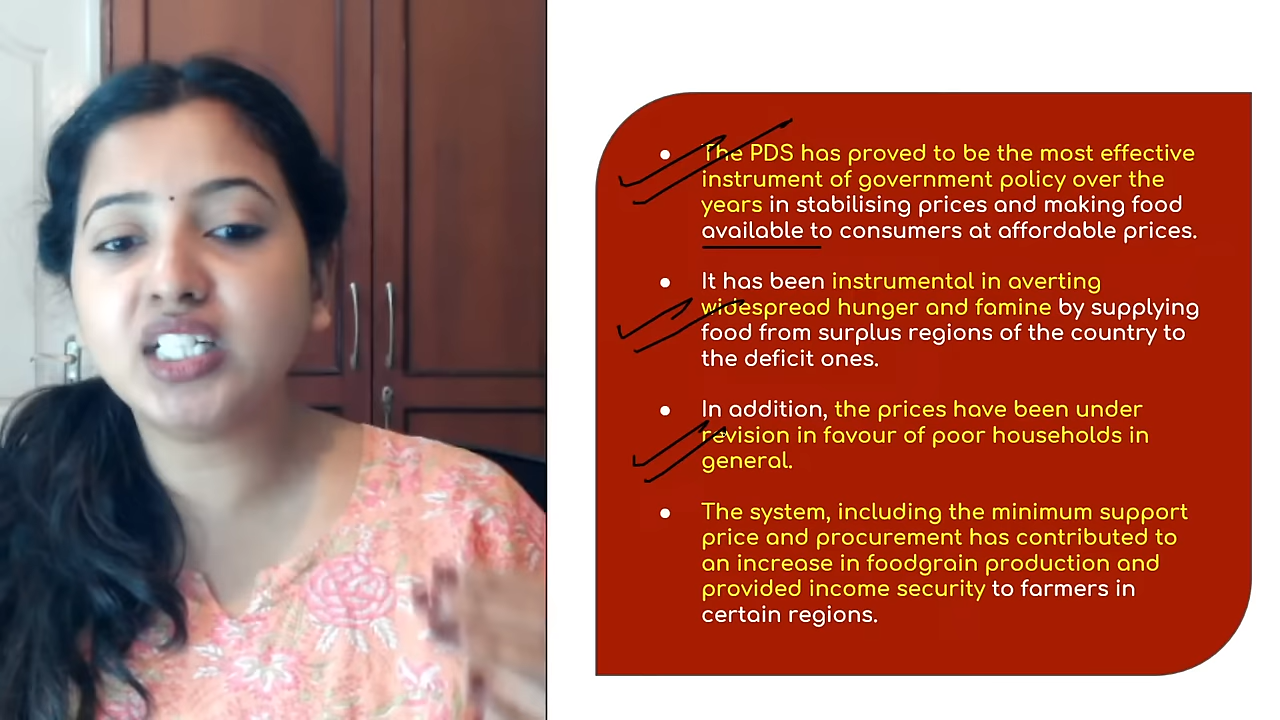 The PDS has proved to be the most effective
instrument of government policy over the
years in stabilising prices and making food
available to consumers at affordable prices.
It has been instrumental in averting
widespread hunger and famine by supplying
food from surplus regions of the country to
the deficit ones.
In addition, the prices have been under
revision in favour of poor households in
general.
The system, including the minimum support
price and procurement has contributed to
an increase in foodgrain production and
provided income security to farmers in
certain regions.